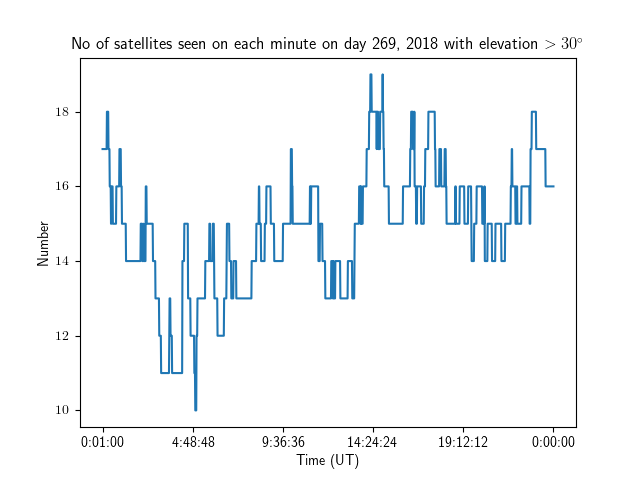 No of satellites seen on each minute on day 269, 2018 with elevation > 30°
18
16
14
12
10
Number
0:01:00 4:48:48 9:36:36 14:24:24 19:12:12 0:00:00
Time (UT)